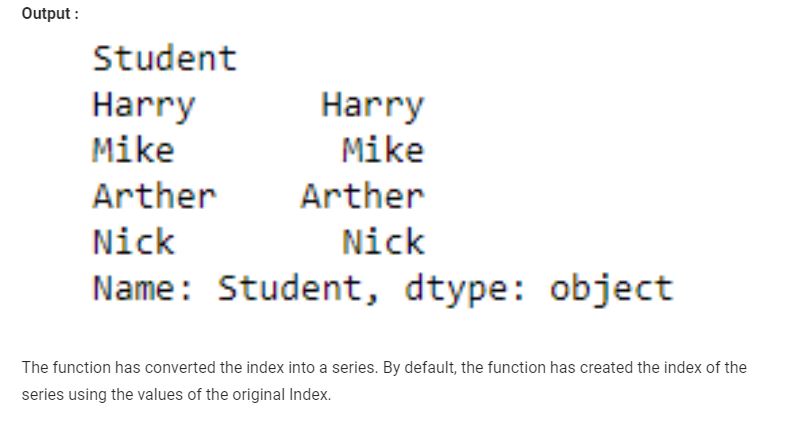 Output :
Student
Harry Harry
Mike Mike
Arther Arther
Nick Nick
Name: Student, dtype: object
The function has converted the index into a series. By default, the function has created the index of the
series using the values of the original Index.